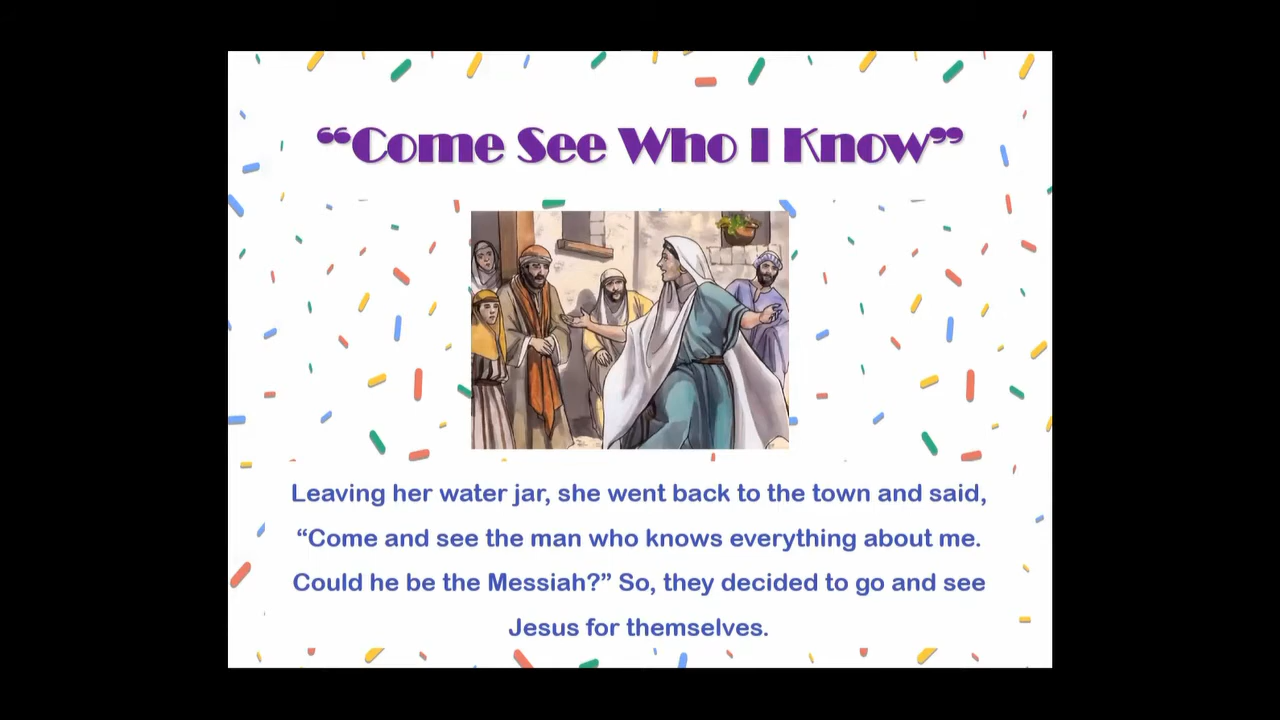 “Come See Who I Know”
Leaving her water jar, she went back to the town and said,
“Come and see the man who knows everything about me.
Could he be the Messiah?” So, they decided to go and see
Jesus for themselves.